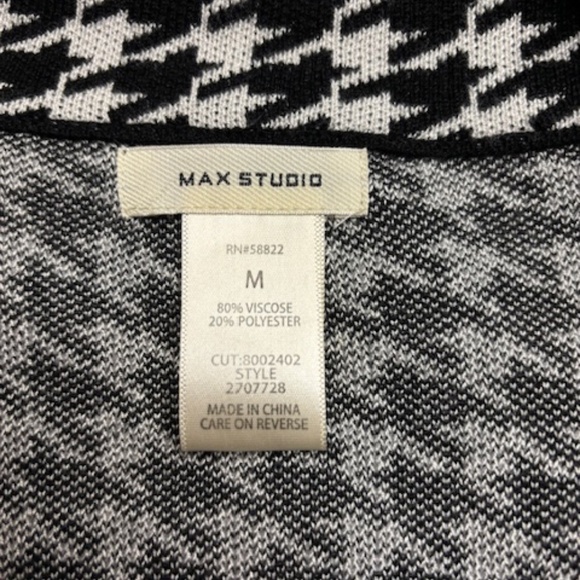 MAX STUDIO
RN#58822
M
80% VISCOSE
20% POLYESTER
CUT:8002402
STYLE
2707728
MADE IN CHINA
CARE ON REVERSE